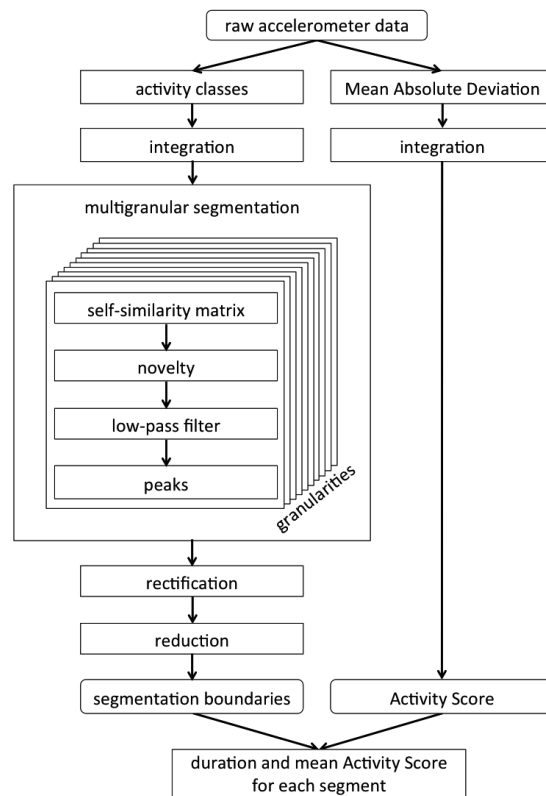 raw accelerometer data
activity classes
Mean Absolute Deviation
integration
integration
multigranular segmentation
self-similarity matrix
novelty
low-pass filter
peaks
granularities
rectification
reduction
segmentation boundaries
Activity Score
duration and mean Activity Score
for each segment